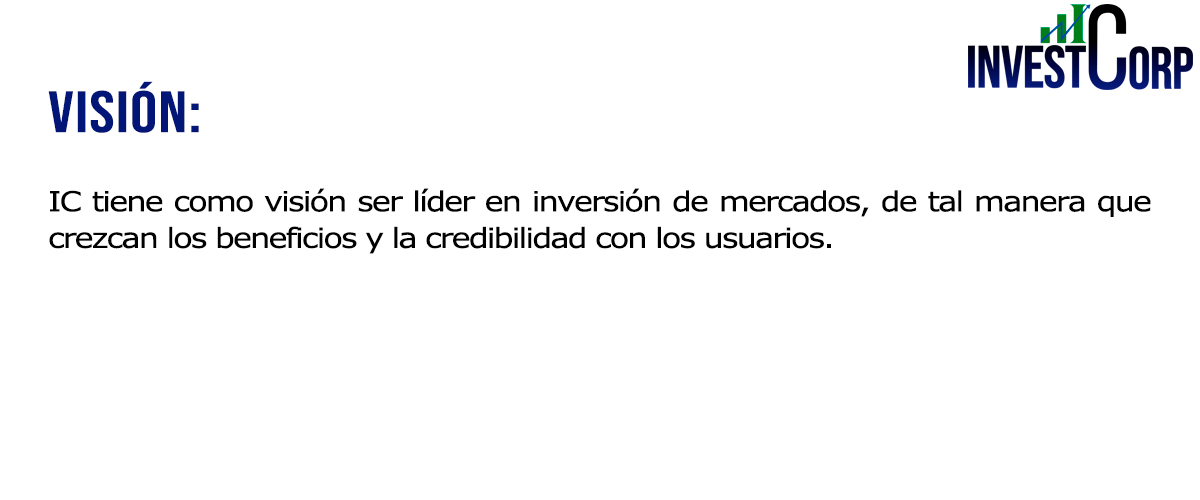 INVESTCORP
VISIÓN:
IC tiene como visión ser líder en inversión de mercados, de tal manera que
crezcan los beneficios y la credibilidad con los usuarios.